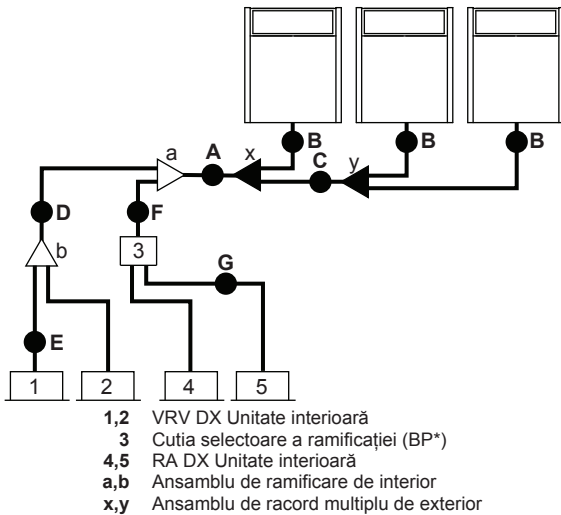 B
B
B
a
A
x
C
y
D
F
b
3
G
E
1
2
4
5
1,2 VRV DX Unitate interioară
3 Cutia selectoare a ramificației (BP*)
4,5 RA DX Unitate interioară
a,b Ansamblu de ramificare de interior
x,y Ansamblu de racord multiplu de exterior